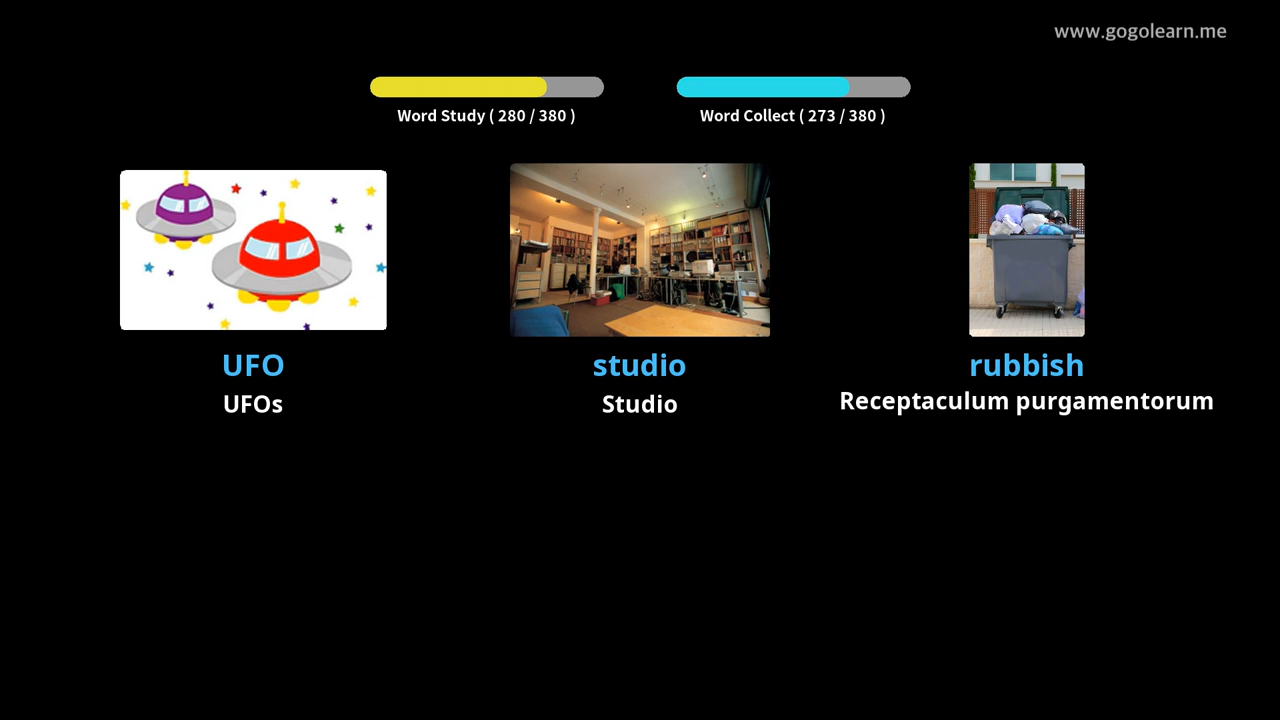 www.gogolearn.me
Word Study ( 280 / 380 )
Word Collect ( 273 / 380 )
UFO
UFOs
studio
Studio
rubbish
Receptaculum purgamentorum